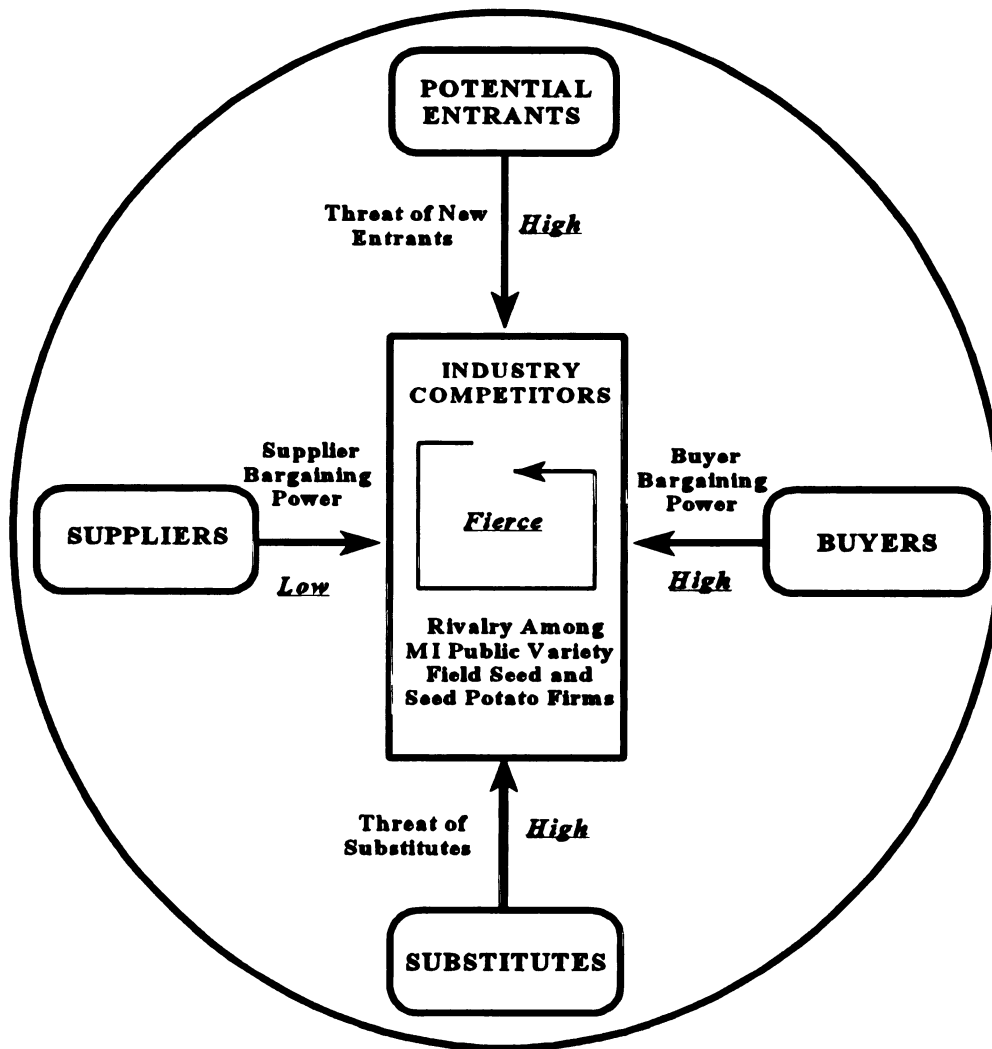 POTENTIAL
ENTRANTS
Threat of New
Entrants
High
INDUSTRY
COMPETITORS
Supplier
Bargaining
Power
SUPPLIERS
Low
Fierce
Buyer
Bargaining
Power
BUYERS
High
Rivalry Among
MI Public Variety
Field Seed and
Seed Potato Firms
Threat of
Substitutes
High
SUBSTITUTES